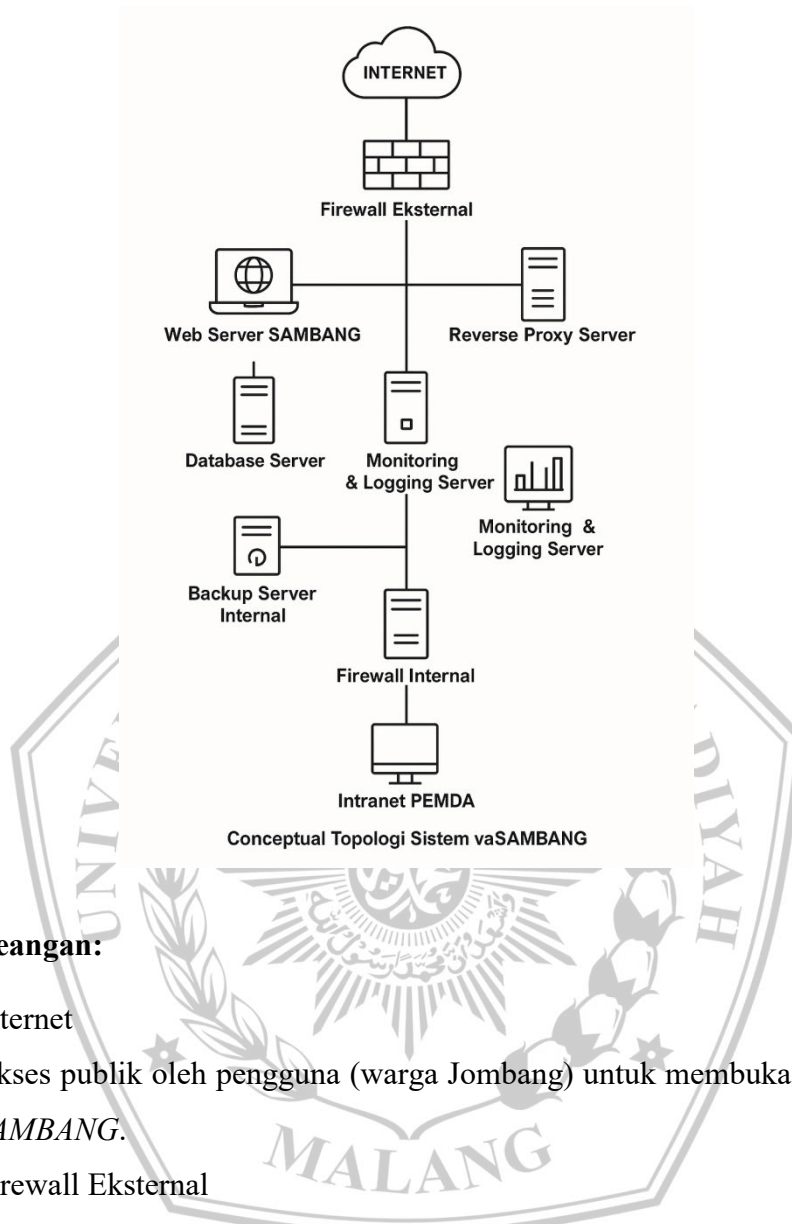 INTERNET
Firewall Eksternal
Web Server SAMBANG
Reverse Proxy Server
Database Server
Monitoring
& Logging Server
Monitoring &
Logging Server
Backup Server
Internal
Firewall Internal
Intranet PEMDA
Conceptual Topologi Sistem vaSAMBANG
eangan:
ternet
kses publik oleh pengguna (warga Jombang) untuk membuka
AMBANG.
rewall Eksternal
MALANG